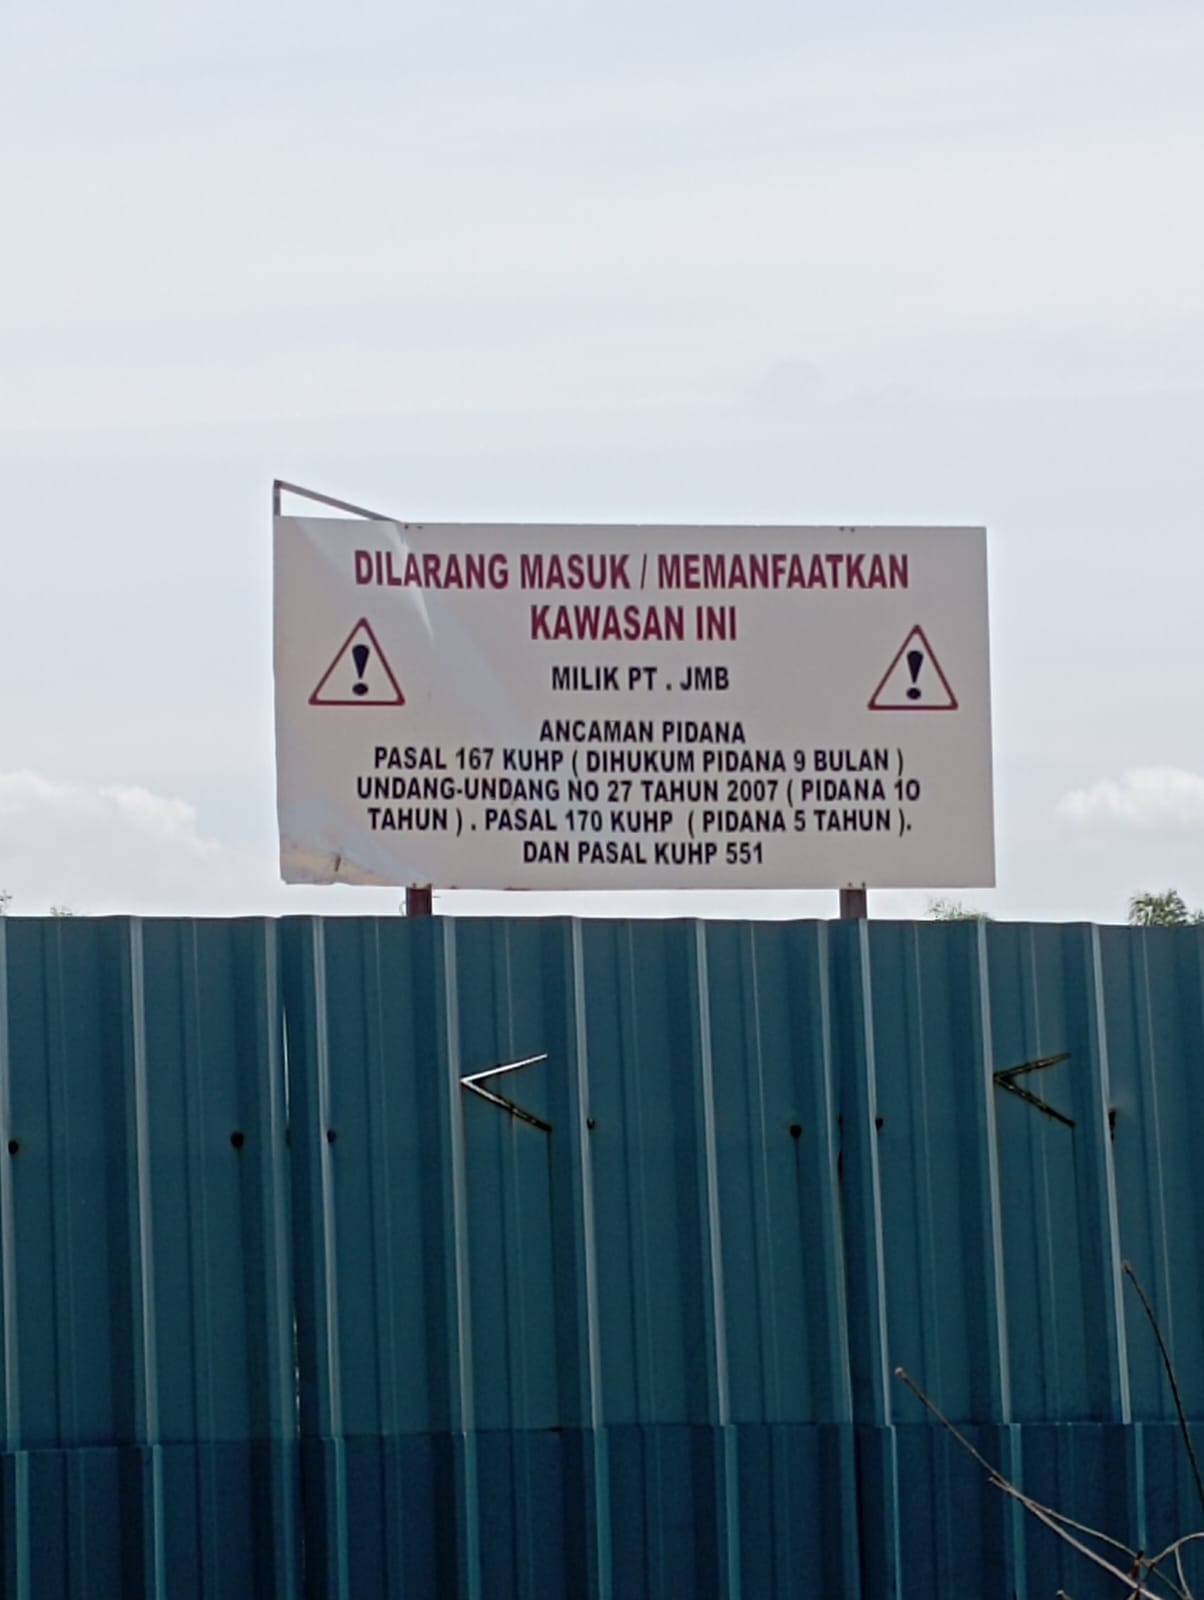 DILARANG MASUK / MEMANFAATKAN
KAWASAN INI
MILIK PT . JMB
ANCAMAN PIDANA
PASAL 167 KUHP ( DIHUKUM PIDANA 9 BULAN )
UNDANG-UNDANG NO 27 TAHUN 2007 ( PIDANA 10
TAHUN ) . PASAL 170 KUHP ( PIDANA 5 TAHUN ).
DAN PASAL KUHP 551